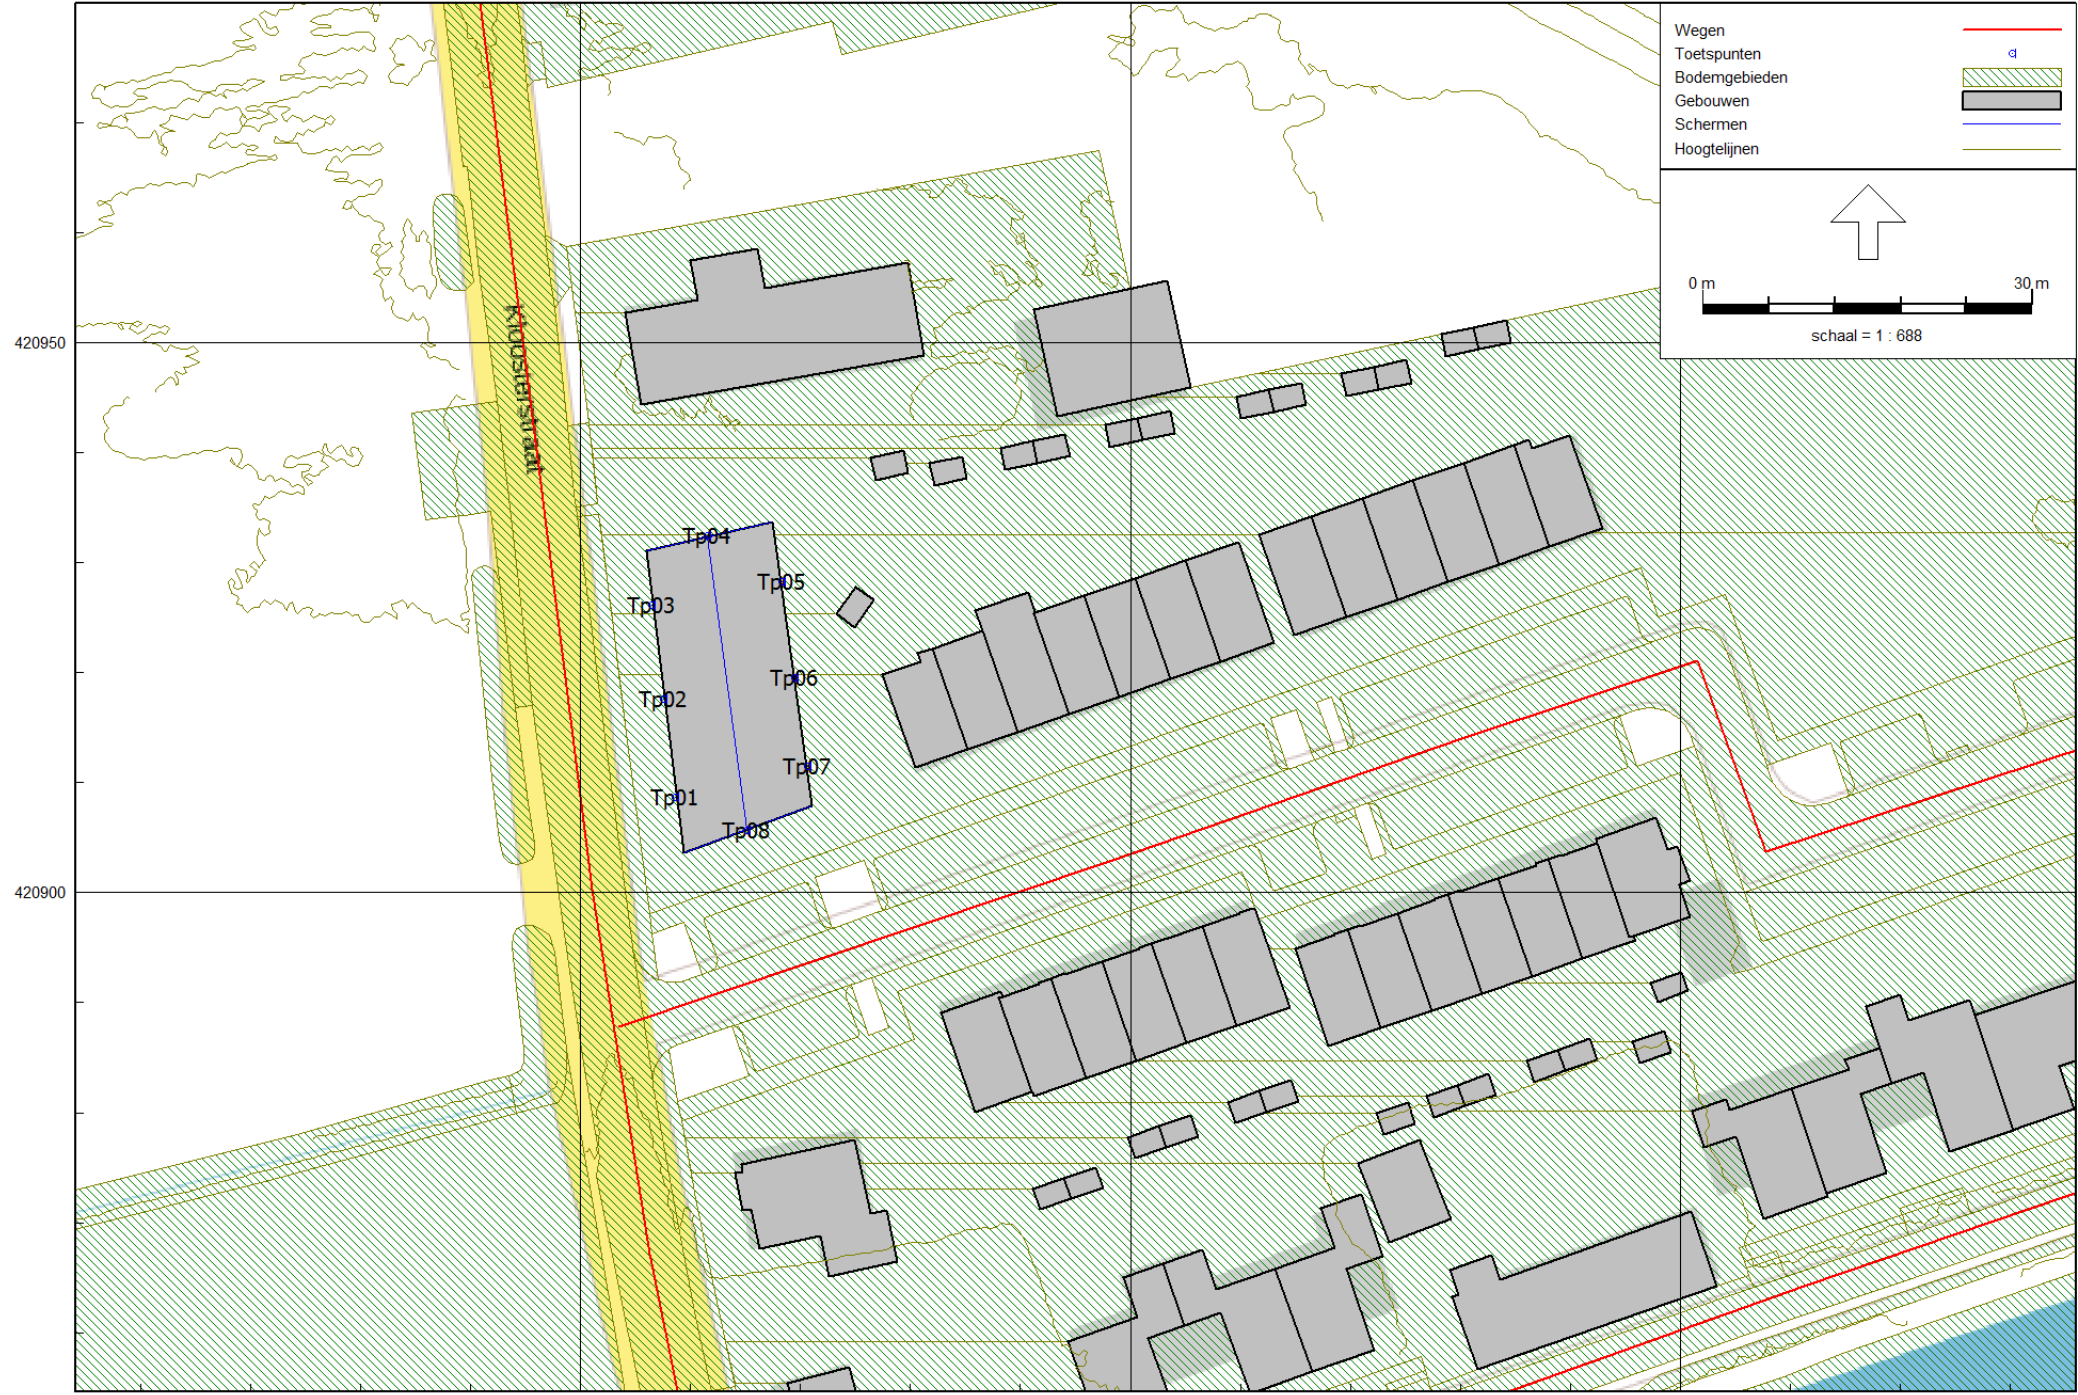 Wegen
Toetspunten
Bodemgebieden
Gebouwen
Schermen
Hoogtelijnen
0 m 30 m
schaal = 1 : 688
420950
Kloosterstraat
Tp04
Tp05
Tp03
Tp06
Tp02
Tp07
Tp01
Tp08
420900